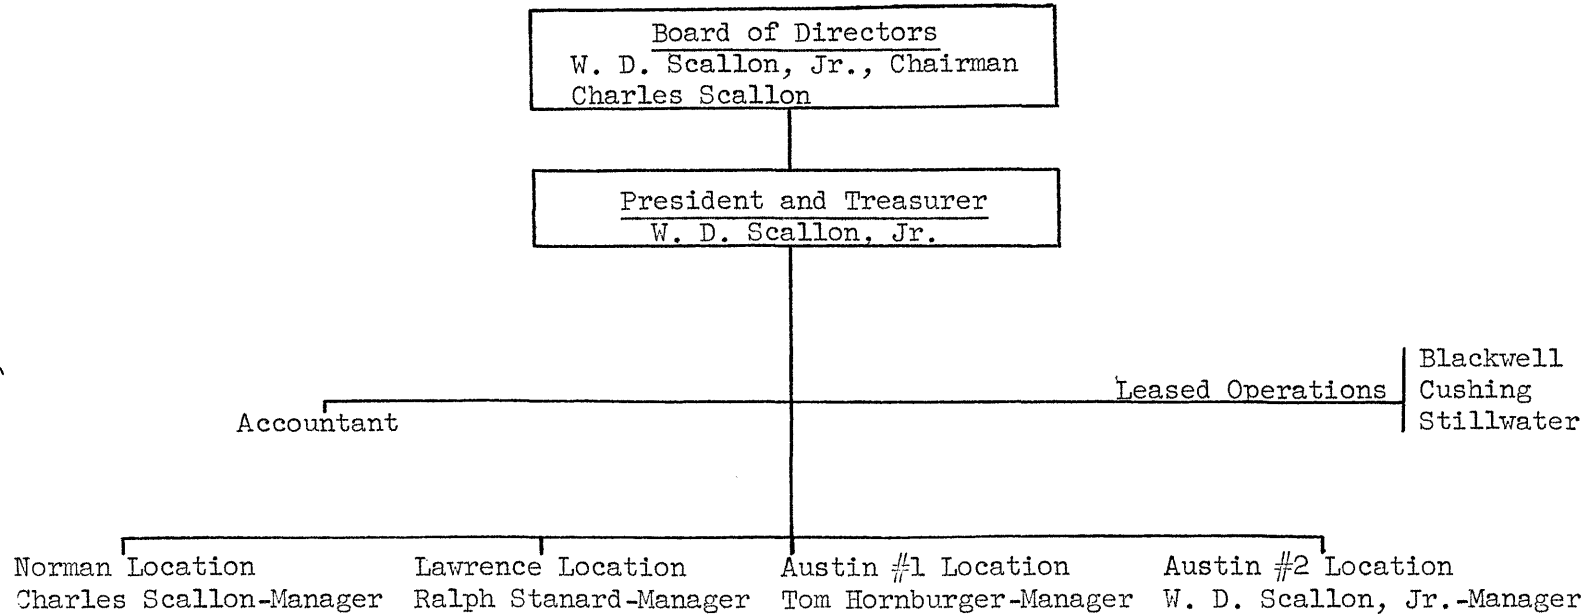 Board of Directors
W. D. Scallon, Jr., Chairman
Charles Scallon
President and Treasurer
W. D. Scallon, Jr.
Accountant
Leased Operations
Blackwell
Cushing
Stillwater
Norman Location
Charles Scallon-Manager
Lawrence Location
Ralph Stanard-Manager
Austin #1 Location
Tom Hornburger-Manager
Austin #2 Location
W. D. Scallon, Jr.-Manager